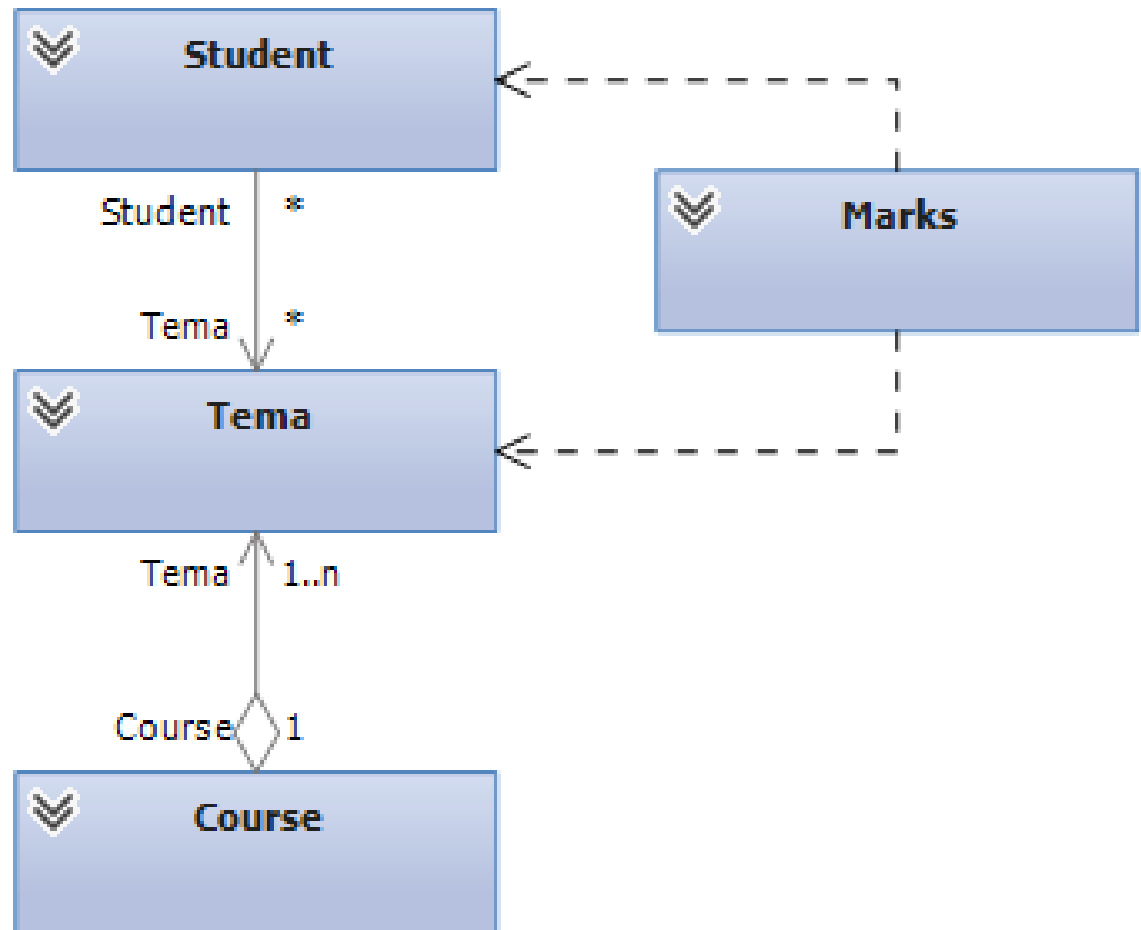 Student
Marks
Student *
Tema *
Tema
Tema 1..n
Course 1
Course